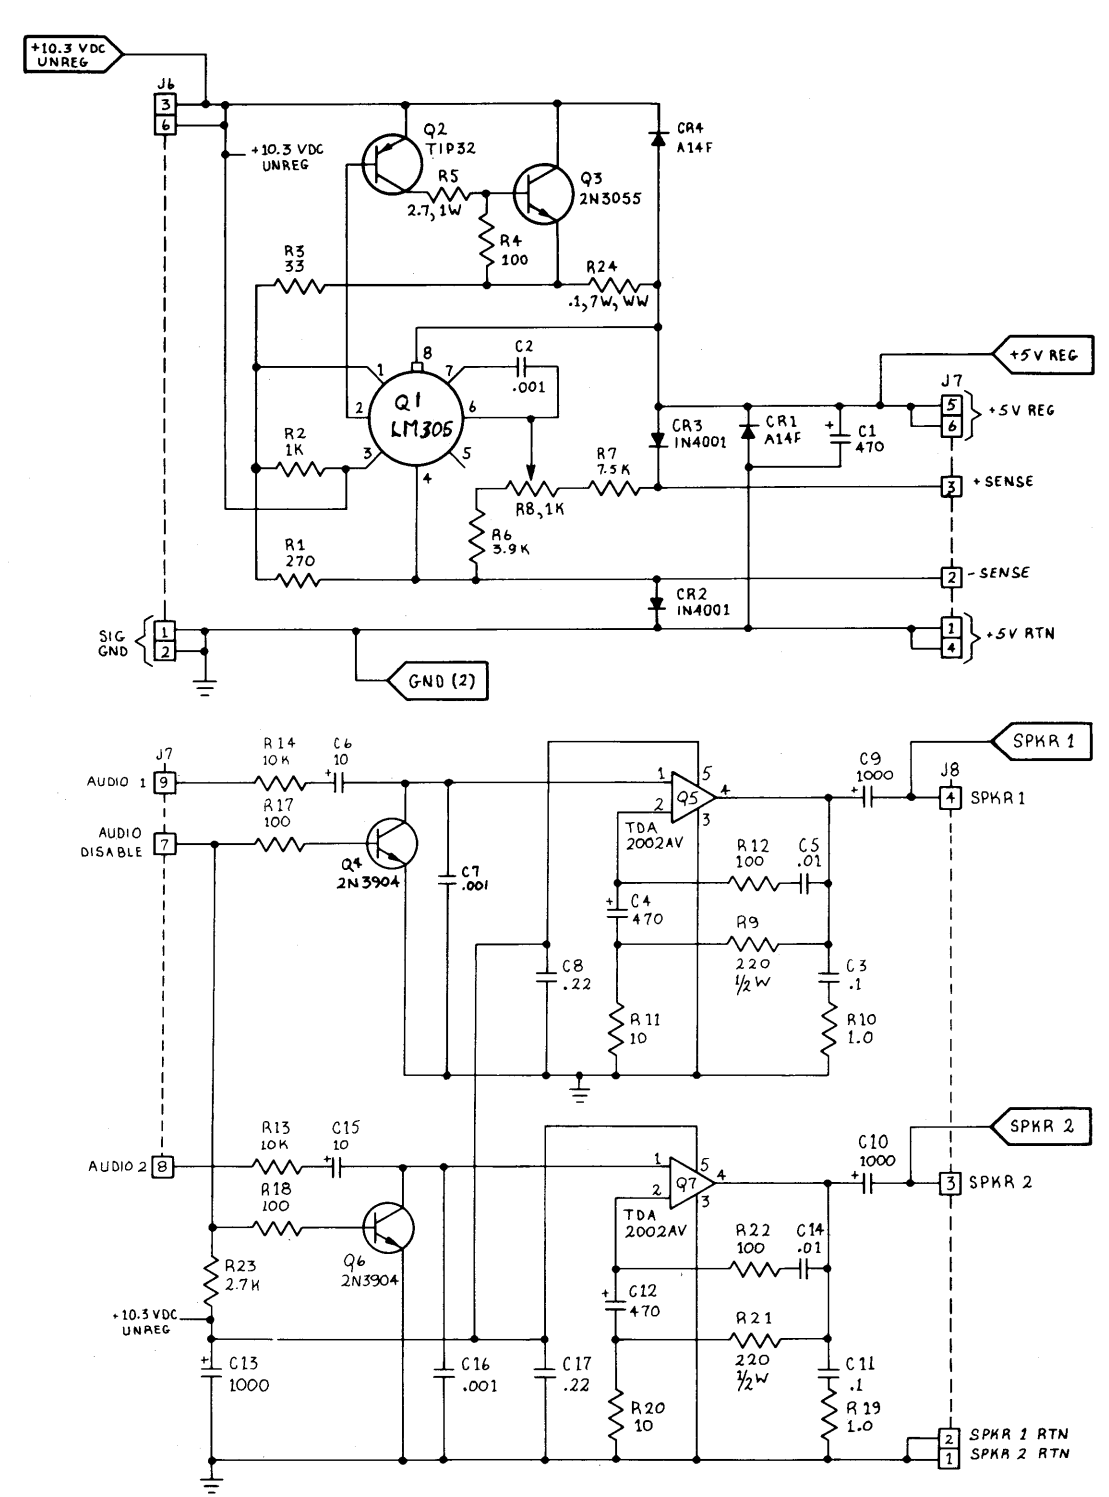 +10.3 VDC
UNREG
J6
3
6
+10.3 VDC
UNREG
Q2
TIP32
R5
2.7, 1W
Q3
2N3055
CR4
A14F
R4
100
R3
33
R24
.1, 7W, WW
8
1
7
C2
.001
2
Q1
LM305
6
3
5
4
R2
1K
+5V REG
J7
5
6
+5V REG
CR3
IN4001
CR1
A14F
+
C1
470
R7
7.5K
R8, 1K
3
+ SENSE
R6
3.9K
R1
270
2
- SENSE
CR2
IN4001
SIG
GND
1
2
1
4
+5V RTN
GND (2)
J7
R14
10K
C6
10
+
AUDIO 1
9
R17
100
AUDIO
DISABLE
7
Q4
2N3904
C7
.001
1
5
Q5
4
2
3
TDA
2002AV
C9
1000
+
SPKR 1
J8
4
SPKR 1
R12
100
C5
.01
+
C4
470
R9
220
1/2W
C8
.22
C3
.1
R11
10
R10
1.0
R13
10K
C15
10
+
AUDIO 2
8
R18
100
Q6
2N3904
1
5
Q7
4
2
3
TDA
2002AV
C10
1000
+
SPKR 2
3
SPKR 2
R23
2.7K
R22
100
C14
.01
+10.3 VDC
UNREG
+
C12
470
R21
220
1/2W
+
C13
1000
C16
.001
C17
.22
C11
.1
R20
10
R19
1.0
2
SPKR 1 RTN
1
SPKR 2 RTN